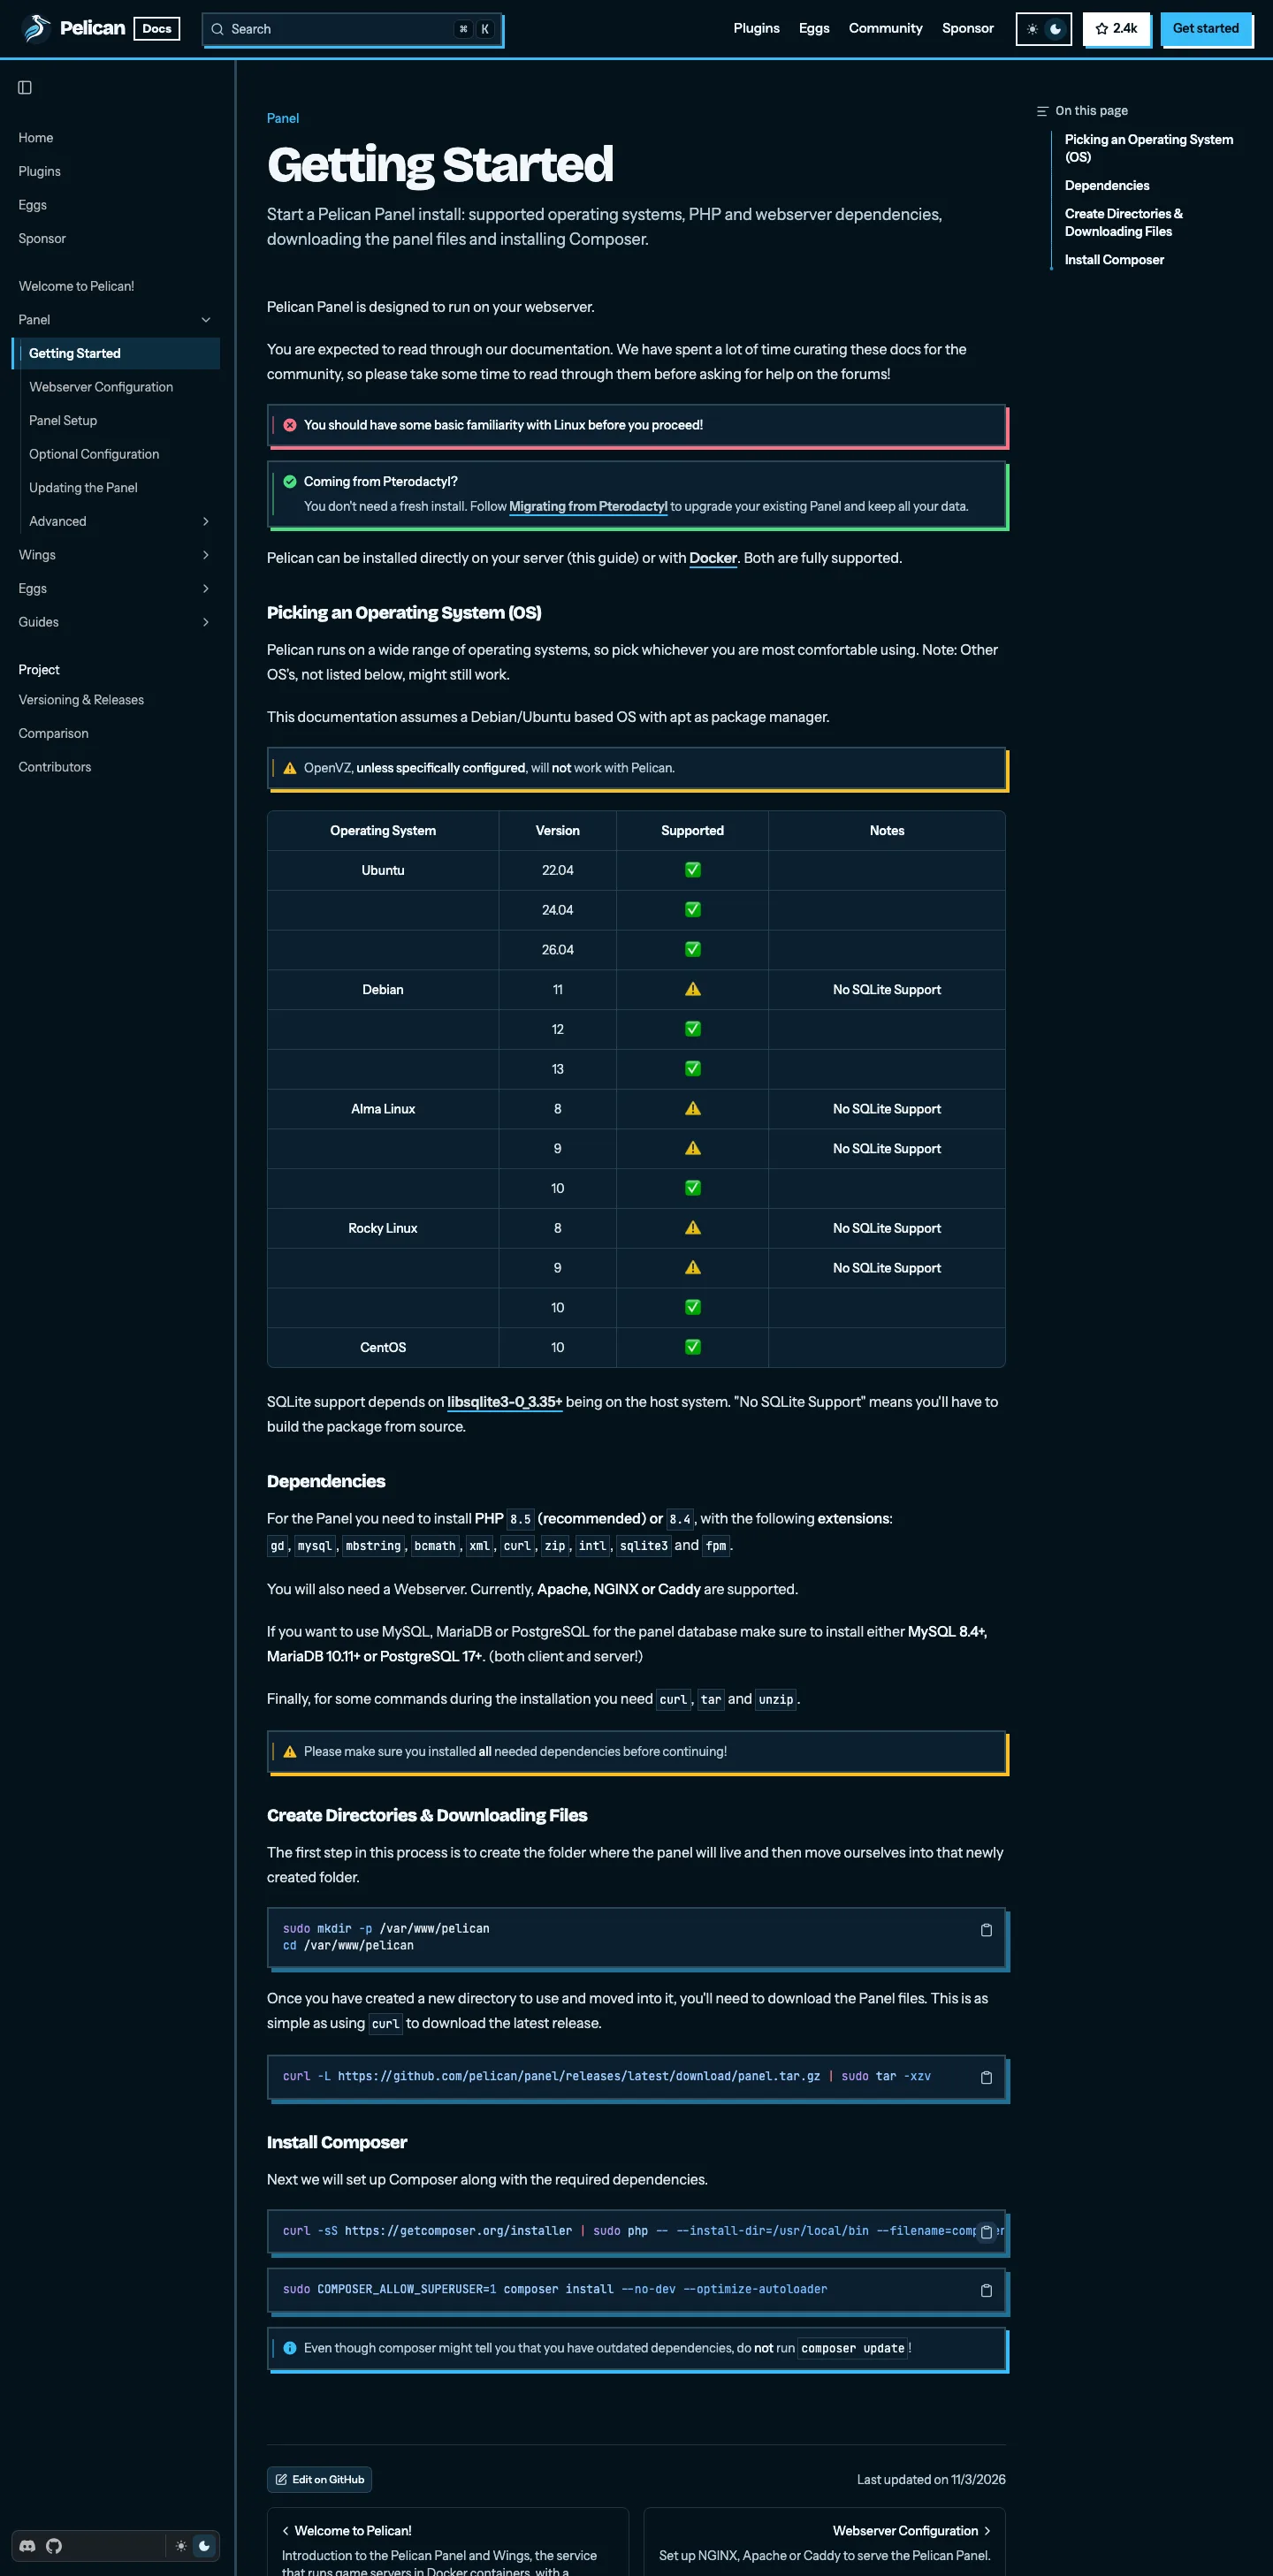 Pelican Docs
Search ⌘ K
Plugins Eggs Community Sponsor
2.4k
Get started
Home
Plugins
Eggs
Sponsor
Welcome to Pelican!
Panel
Getting Started
Webserver Configuration
Panel Setup
Optional Configuration
Updating the Panel
Advanced
Wings
Eggs
Guides
Project
Versioning & Releases
Comparison
Contributors
Panel
Getting Started
Start a Pelican Panel install: supported operating systems, PHP and webserver dependencies,
downloading the panel files and installing Composer.
Pelican Panel is designed to run on your webserver.
You are expected to read through our documentation. We have spent a lot of time curating these docs for the
community, so please take some time to read through them before asking for help on the forums!
You should have some basic familiarity with Linux before you proceed!
Coming from Pterodactyl?
You don't need a fresh install. Follow Migrating from Pterodactyl to upgrade your existing Panel and keep all your data.
Pelican can be installed directly on your server (this guide) or with Docker. Both are fully supported.
Picking an Operating System (OS)
Pelican runs on a wide range of operating systems, so pick whichever you are most comfortable using. Note: Other
OS's, not listed below, might still work.
This documentation assumes a Debian/Ubuntu based OS with apt as package manager.
OpenVZ, unless specifically configured, will not work with Pelican.
Operating System Version Supported Notes
Ubuntu 22.04 ✅
24.04 ✅
26.04 ✅
Debian 11 ⚠️ No SQLite Support
12 ✅
13 ✅
Alma Linux 8 ⚠️ No SQLite Support
9 ⚠️ No SQLite Support
10 ✅
Rocky Linux 8 ⚠️ No SQLite Support
9 ⚠️ No SQLite Support
10 ✅
CentOS 10 ✅
SQLite support depends on libsqlite3-0_3.35+ being on the host system. "No SQLite Support" means you'll have to
build the package from source.
Dependencies
For the Panel you need to install PHP 8.5 (recommended) or 8.4, with the following extensions:
gd, mysql, mbstring, bcmath, xml, curl, zip, intl, sqlite3 and fpm.
You will also need a Webserver. Currently, Apache, NGINX or Caddy are supported.
If you want to use MySQL, MariaDB or PostgreSQL for the panel database make sure to install either MySQL 8.4+,
MariaDB 10.11+ or PostgreSQL 17+. (both client and server!)
Finally, for some commands during the installation you need curl, tar and unzip.
Please make sure you installed all needed dependencies before continuing!
Create Directories & Downloading Files
The first step in this process is to create the folder where the panel will live and then move ourselves into that newly
created folder.
sudo mkdir -p /var/www/pelican
cd /var/www/pelican
Once you have created a new directory to use and moved into it, you'll need to download the Panel files. This is as
simple as using curl to download the latest release.
curl -L https://github.com/pelican/panel/releases/latest/download/panel.tar.gz | sudo tar -xzv
Install Composer
Next we will set up Composer along with the required dependencies.
curl -sS https://getcomposer.org/installer | sudo php -- --install-dir=/usr/local/bin --filename=
sudo COMPOSER_ALLOW_SUPERUSER=1 composer install --no-dev --optimize-autoloader
Even though composer might tell you that you have outdated dependencies, do not run composer update!
Edit on GitHub
Last updated on 11/3/2026
Welcome to Pelican!
Introduction to the Pelican Panel and Wings, the service
that runs game servers in Docker containers, with a
Webserver Configuration
Set up NGINX, Apache or Caddy to serve the Pelican Panel.
On this page
Picking an Operating System
(OS)
Dependencies
Create Directories &
Downloading Files
Install Composer